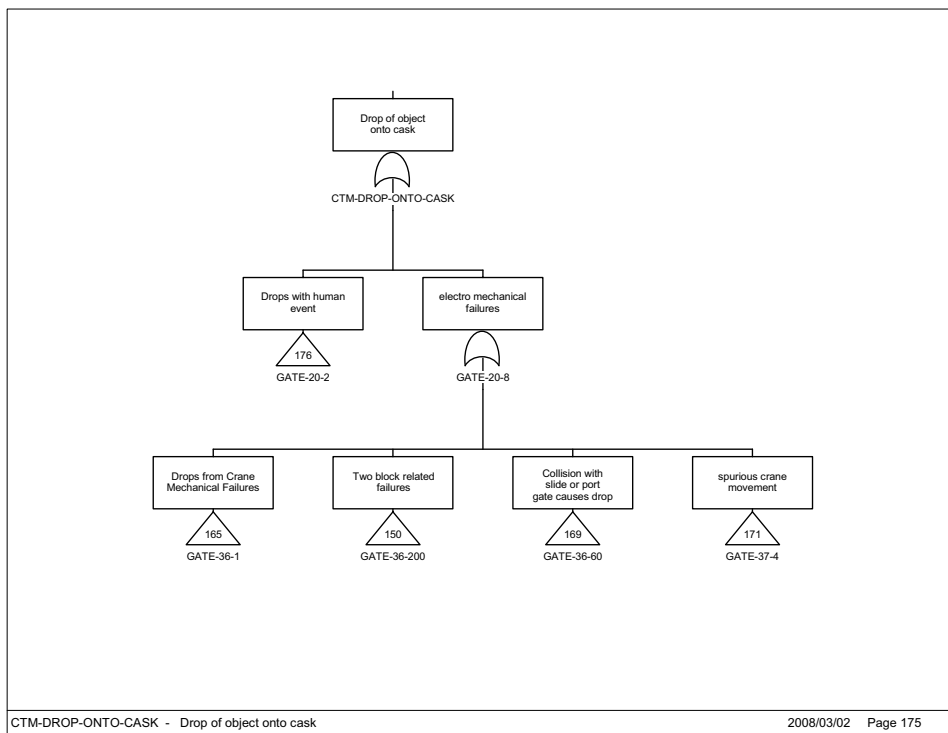 Drop of object
onto cask
CTM-DROP-ONTO-CASK
Drops with human
event
176
GATE-20-2
electro mechanical
failures
GATE-20-8
Drops from Crane
Mechanical Failures
165
GATE-36-1
Two block related
failures
150
GATE-36-200
Collision with
slide or port
gate causes drop
169
GATE-36-60
spurious crane
movement
171
GATE-37-4
CTM-DROP-ONTO-CASK - Drop of object onto cask 2008/03/02 Page 175